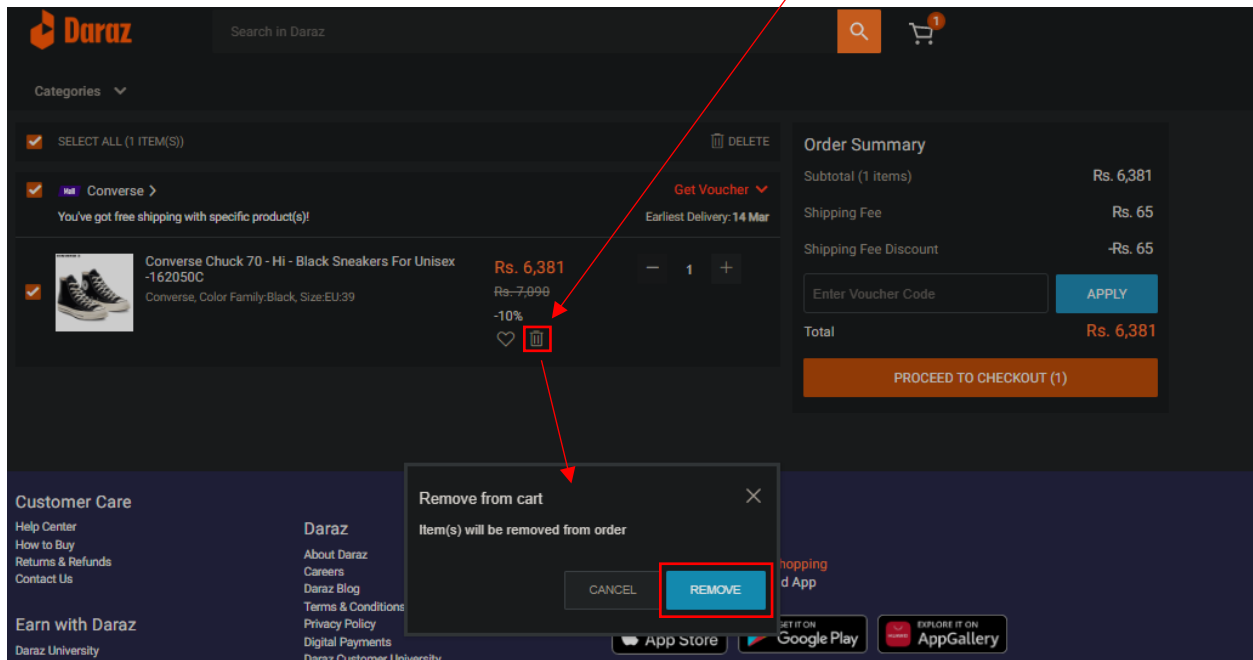 Daraz
Search in Daraz
1
Categories
SELECT ALL (1 ITEM(S))
DELETE
Converse >
Get Voucher
You've got free shipping with specific product(s)!
Earliest Delivery: 14 Mar
Converse Chuck 70 - Hi - Black Sneakers For Unisex
-162050C
Converse, Color Family:Black, Size:EU:39
Rs. 6,381
Rs. 7,090
-10%
1
Order Summary
Subtotal (1 items)
Rs. 6,381
Shipping Fee
Rs. 65
Shipping Fee Discount
-Rs. 65
Enter Voucher Code
APPLY
Total
Rs. 6,381
PROCEED TO CHECKOUT (1)
Remove from cart
Item(s) will be removed from order
CANCEL
REMOVE
Customer Care
Help Center
How to Buy
Returns & Refunds
Contact Us
Earn with Daraz
Daraz University
Daraz
About Daraz
Careers
Daraz Blog
Terms & Conditions
Privacy Policy
Digital Payments
Daraz Customer University
hopping
d App
App Store
GET IT ON
Google Play
EXPLORE IT ON
AppGallery